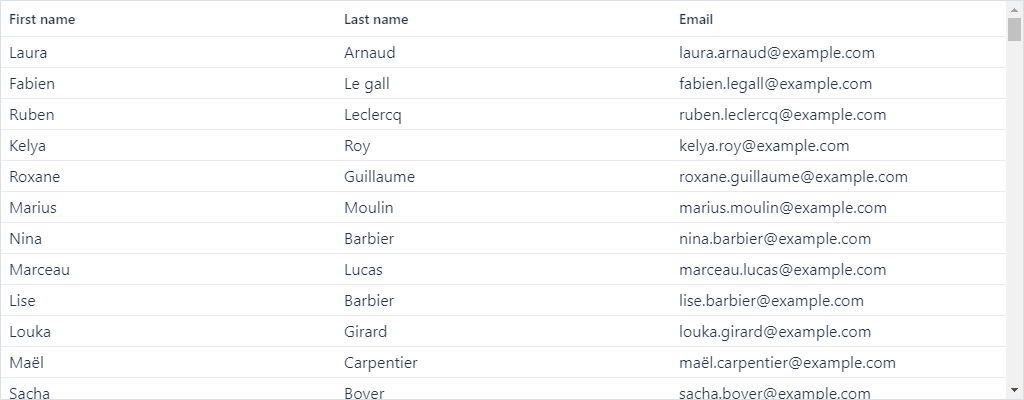 First name Last name Email
Laura Arnaud laura.arnaud@example.com
Fabien Le gall fabien.legall@example.com
Ruben Leclercq ruben.leclercq@example.com
Kelya Roy kelya.roy@example.com
Roxane Guillaume roxane.guillaume@example.com
Marius Moulin marius.moulin@example.com
Nina Barbier nina.barbier@example.com
Marceau Lucas marceau.lucas@example.com
Lise Barbier lise.barbier@example.com
Louka Girard louka.girard@example.com
Maël Carpentier maël.carpentier@example.com
Sacha Boyer sacha.boyer@example.com